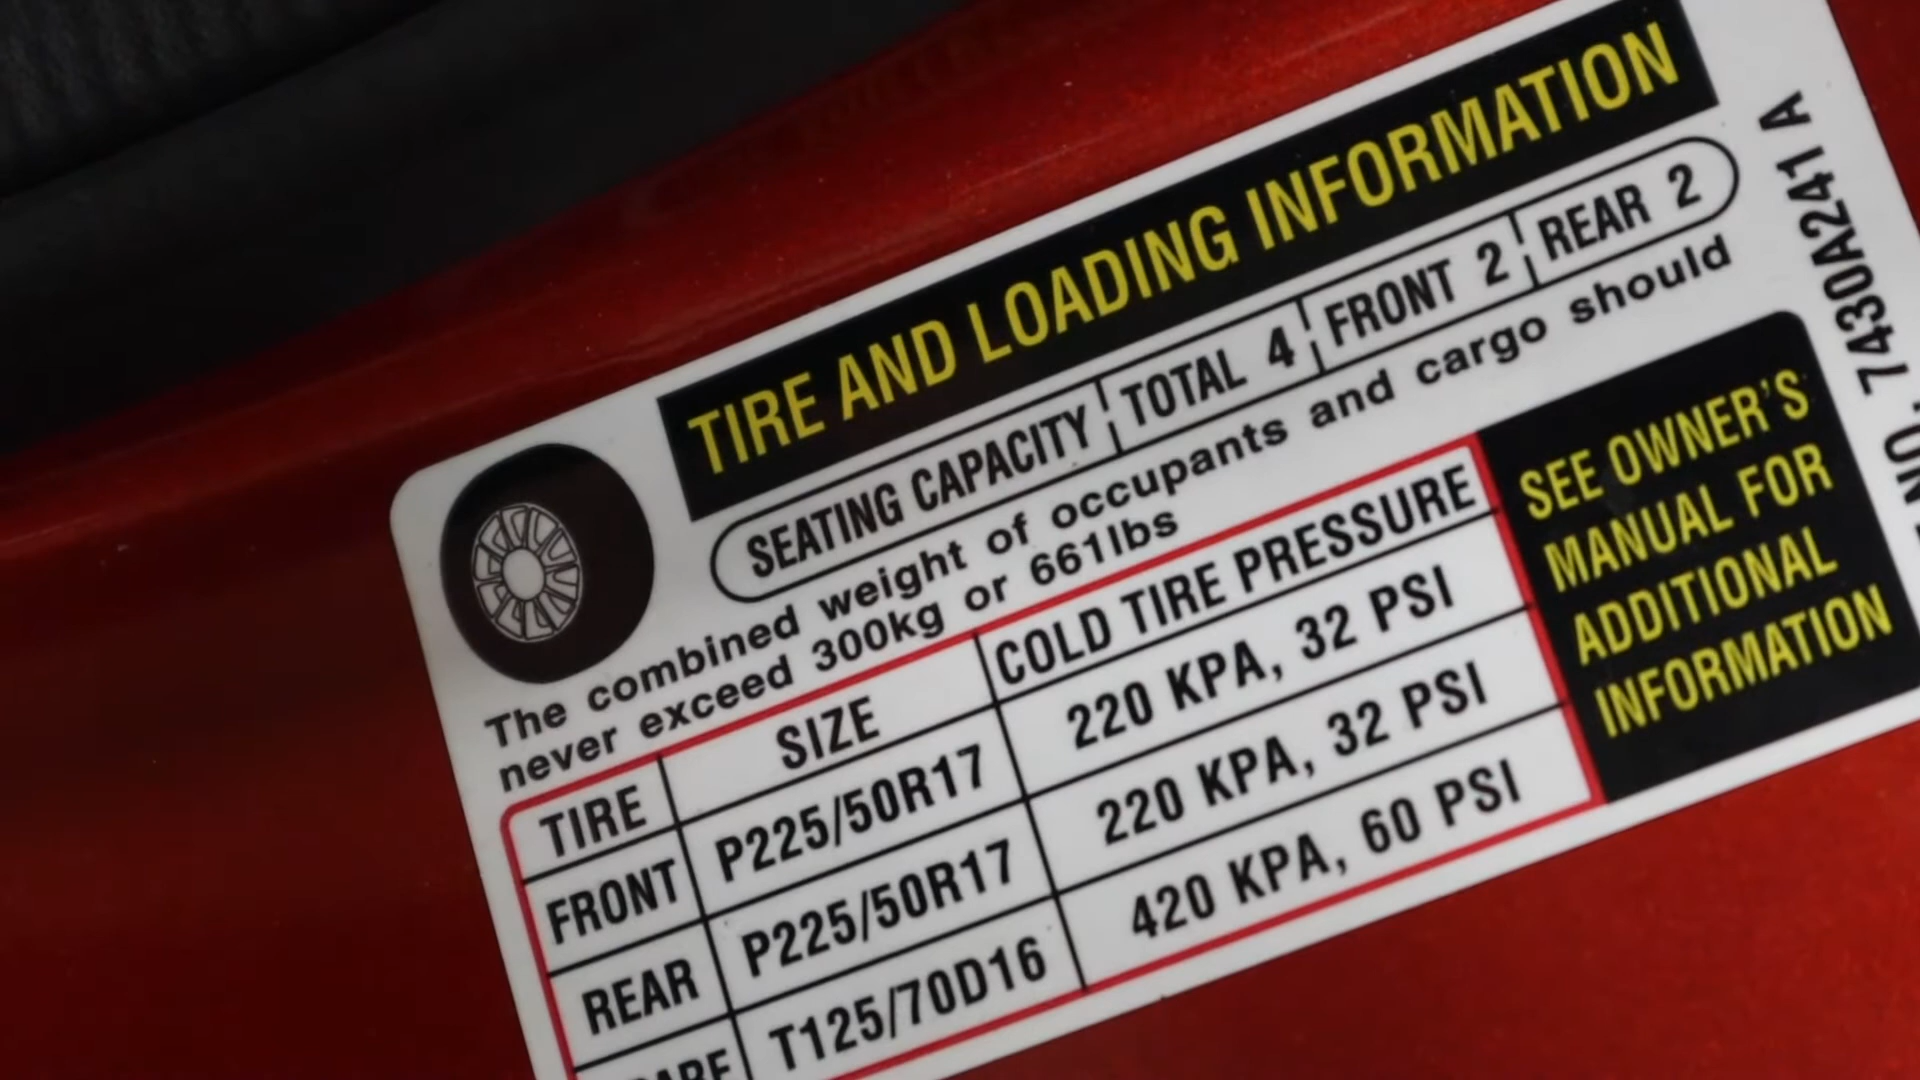 TIRE AND LOADING INFORMATION
SEATING CAPACITY TOTAL 4 FRONT 2 REAR 2
The combined weight of occupants and cargo should
never exceed 300kg or 661lbs
TIRE SIZE COLD TIRE PRESSURE
FRONT P225/50R17 220 KPA, 32 PSI
REAR P225/50R17 220 KPA, 32 PSI
T125/70D16 420 KPA, 60 PSI
SEE OWNER'S
MANUAL FOR
ADDITIONAL
INFORMATION
NO. 7430A241 A